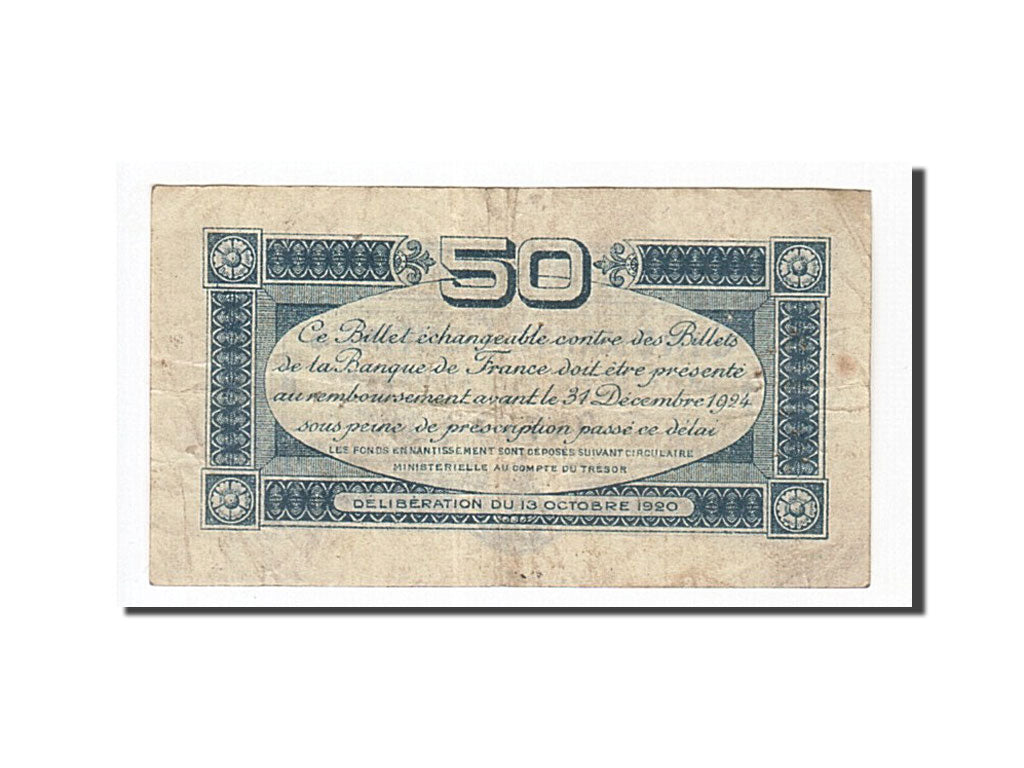 50
Ce Billet échangeable contre des Billets
de la Banque de France doit être présenté
au remboursement avant le 31 Décembre 1924
sous peine de prescription passé ce délai
LES FONDS EN NANTISSEMENT SONT DÉPOSÉS SUIVANT CIRCULAIRE
MINISTERIELLE AU COMPTE DU TRÉSOR
DÉLIBÉRATION DU 13 OCTOBRE 1920